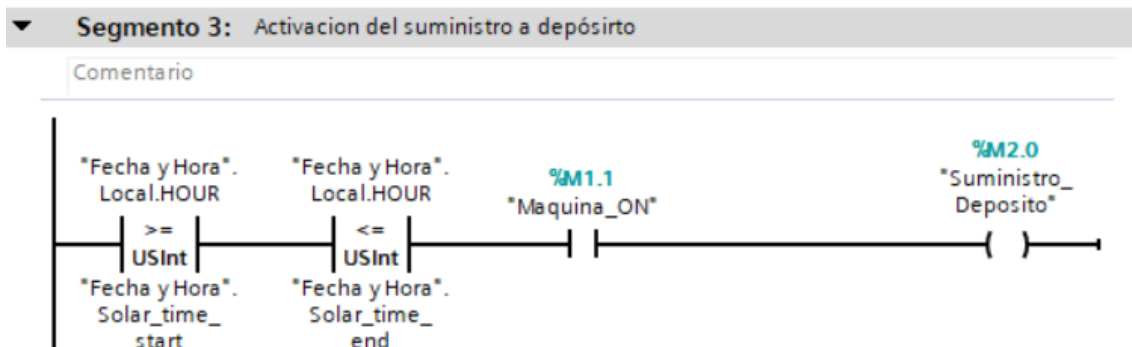 Segmento 3: Activacion del suministro a depósirto
Comentario
"Fecha y Hora".
Local.HOUR
>=
USInt
"Fecha y Hora".
Solar_time_
start
"Fecha y Hora".
Local.HOUR
<=
USInt
"Fecha y Hora".
Solar_time_
end
%M1.1
"Maquina_ON"
%M2.0
"Suministro_
Deposito"